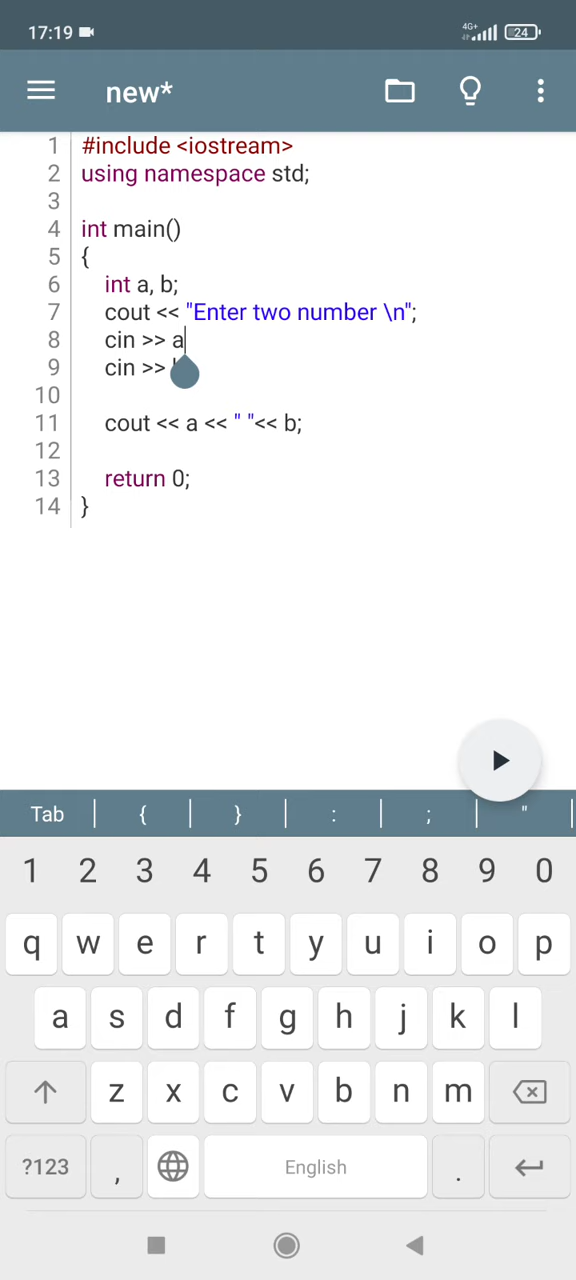 17:19 4G+ 24
new*
1 #include <iostream>
2 using namespace std;
3
4 int main()
5 {
6 int a, b;
7 cout << "Enter two number \n";
8 cin >> a
9 cin >>
10
11 cout << a << " "<< b;
12
13 return 0;
14 }
Tab { } : ; "
1 2 3 4 5 6 7 8 9 0
q w e r t y u i o p
a s d f g h j k l
z x c v b n m
?123 , English .